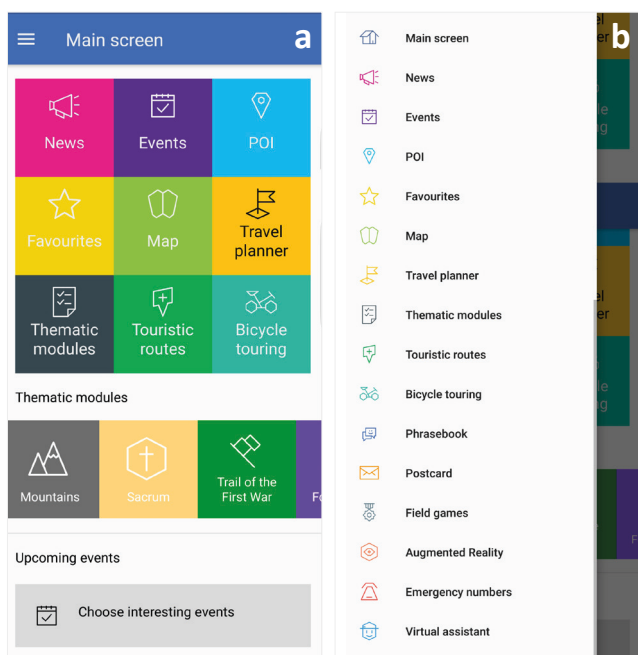 Main screen
a
News
Events
POI
Favourites
Map
Travel
planner
Thematic
modules
Touristic
routes
Bicycle
touring
Thematic modules
Mountains
Sacrum
Trail of the
First War
Upcoming events
Choose interesting events
b
Main screen
News
Events
POI
Favourites
Map
Travel planner
Thematic modules
Touristic routes
Bicycle touring
Phrasebook
Postcard
Field games
Augmented Reality
Emergency numbers
Virtual assistant